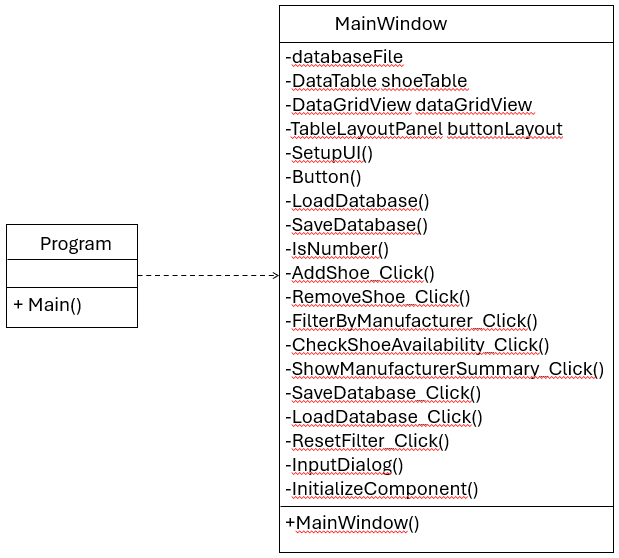 MainWindow
-databaseFile
-DataTable shoeTable
-DataGridView dataGridView
-TableLayoutPanel buttonLayout
-SetupUI()
-Button()
-LoadDatabase()
-SaveDatabase()
-IsNumber()
-AddShoe_Click()
-RemoveShoe_Click()
-FilterByManufacturer_Click()
-CheckShoeAvailability_Click()
-ShowManufacturerSummary_Click()
-SaveDatabase_Click()
-LoadDatabase_Click()
-ResetFilter_Click()
-InputDialog()
-InitializeComponent()
+MainWindow()
Program
+ Main()